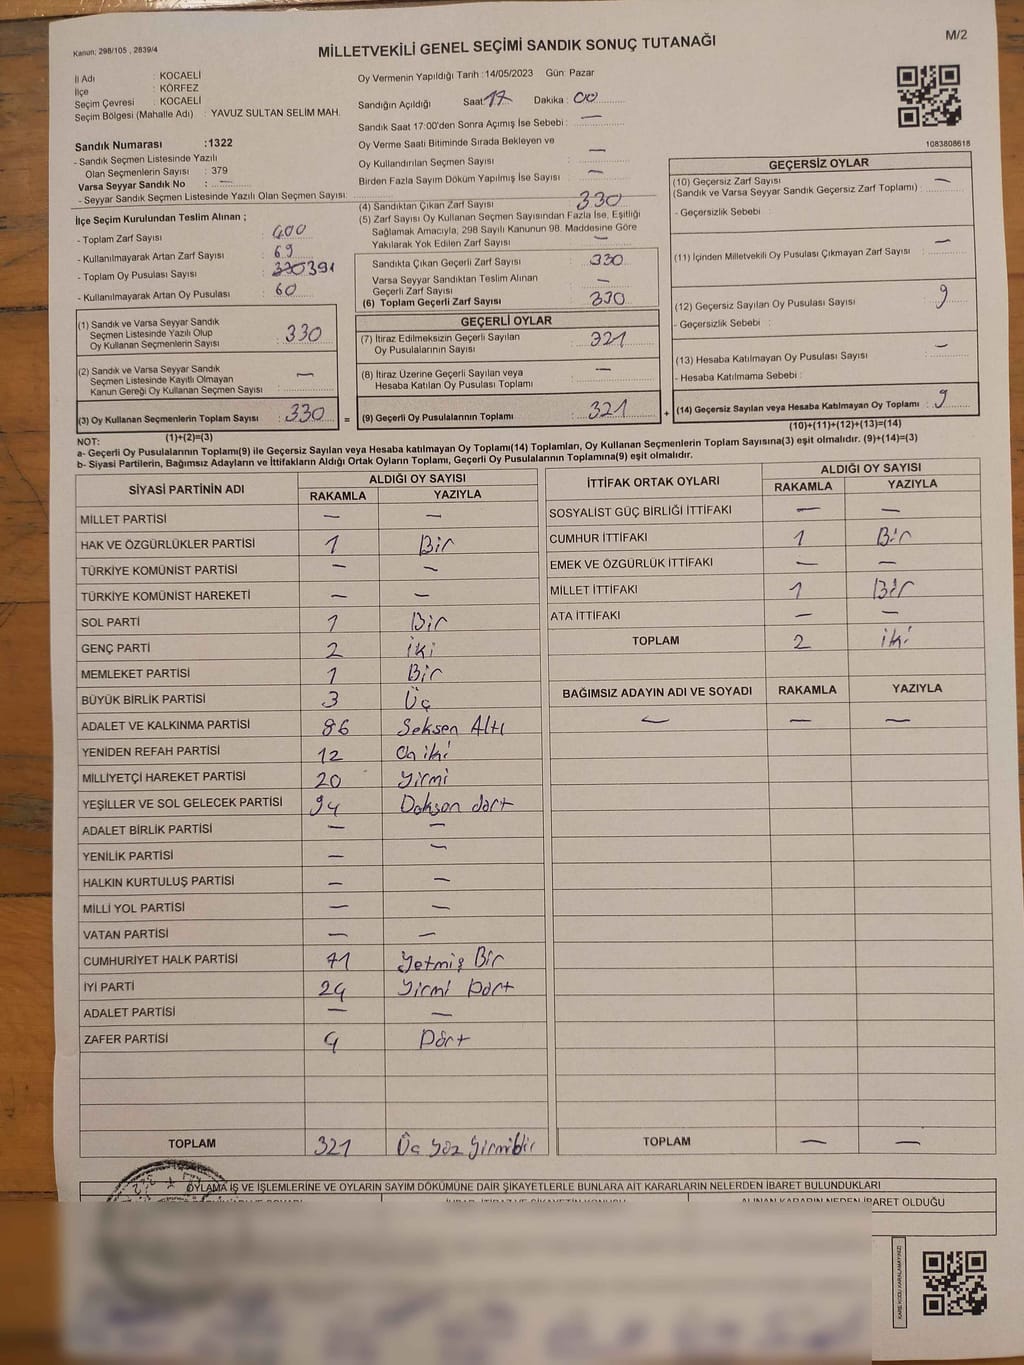 Kanun: 298/105 , 2839/4
MİLLETVEKİLİ GENEL SEÇİMİ SANDIK SONUÇ TUTANAĞI
M/2
İl Adı : KOCAELİ
İlçe : KÖRFEZ
Seçim Çevresi : KOCAELİ
Seçim Bölgesi (Mahalle Adı) : YAVUZ SULTAN SELİM MAH.
Sandık Numarası :1322
- Sandık Seçmen Listesinde Yazılı
Olan Seçmenlerin Sayısı : 379
Varsa Seyyar Sandık No : —
- Seyyar Sandık Seçmen Listesinde Yazılı Olan Seçmen Sayısı:
Oy Vermenin Yapıldığı Tarih :14/05/2023 Gün: Pazar
Sandığın Açıldığı Saat: 17 Dakika : 00
Sandık Saat 17:00'den Sonra Açımış İse Sebebi : —
Oy Verme Saati Bitiminde Sırada Bekleyen ve
Oy Kullandırılan Seçmen Sayısı : —
Birden Fazla Sayım Döküm Yapılmış İse Sayısı : —
1083808618
İlçe Seçim Kurulundan Teslim Alınan ;
- Toplam Zarf Sayısı : 400
- Kullanılmayarak Artan Zarf Sayısı : 69
- Toplam Oy Pusulası Sayısı : 391
- Kullanılmayarak Artan Oy Pusulası : 60
(1) Sandık ve Varsa Seyyar Sandık
Seçmen Listesinde Yazılı Olup
Oy Kullanan Seçmenlerin Sayısı : 330
(2) Sandık ve Varsa Seyyar Sandık
Seçmen Listesinde Kayıtlı Olmayan
Kanun Gereği Oy Kullanan Seçmen Sayısı : —
(3) Oy Kullanan Seçmenlerin Toplam Sayısı : 330 =
(1)+(2)=(3)
(4) Sandıktan Çıkan Zarf Sayısı : 330
(5) Zarf Sayısı Oy Kullanan Seçmen Sayısından Fazla İse, Eşitliği
Sağlamak Amacıyla, 298 Sayılı Kanunun 98. Maddesine Göre
Yakılarak Yok Edilen Zarf Sayısı : —
Sandıkta Çıkan Geçerli Zarf Sayısı : 330
Varsa Seyyar Sandıktan Teslim Alınan
Geçerli Zarf Sayısı : —
(6) Toplam Geçerli Zarf Sayısı : 330
GEÇERLİ OYLAR
(7) İtiraz Edilmeksizin Geçerli Sayılan
Oy Pusulalarının Sayısı : 321
(8) İtiraz Üzerine Geçerli Sayılan veya
Hesaba Katılan Oy Pusulası Toplamı : —
(9) Geçerli Oy Pusulalarının Toplamı : 321 +
GEÇERSİZ OYLAR
(10) Geçersiz Zarf Sayısı
(Sandık ve Varsa Seyyar Sandık Geçersiz Zarf Toplamı) : —
- Geçersizlik Sebebi :
(11) İçinden Milletvekili Oy Pusulası Çıkmayan Zarf Sayısı : —
(12) Geçersiz Sayılan Oy Pusulası Sayısı : 9
- Geçersizlik Sebebi :
(13) Hesaba Katılmayan Oy Pusulası Sayısı : —
- Hesaba Katılmama Sebebi :
(14) Geçersiz Sayılan veya Hesaba Katılmayan Oy Toplamı : 9
(10)+(11)+(12)+(13)=(14)
NOT:
a- Geçerli Oy Pusulalarının Toplamı(9) ile Geçersiz Sayılan veya Hesaba katılmayan Oy Toplamı(14) Toplamları, Oy Kullanan Seçmenlerin Toplam Sayısına(3) eşit olmalıdır. (9)+(14)=(3)
b- Siyasi Partilerin, Bağımsız Adayların ve İttifakların Aldığı Ortak Oyların Toplamı, Geçerli Oy Pusulalarının Toplamına(9) eşit olmalıdır.
SİYASİ PARTİNİN ADI ALDIĞI OY SAYISI
RAKAMLA YAZIYLA
MİLLET PARTİSİ — —
HAK VE ÖZGÜRLÜKLER PARTİSİ 1 Bir
TÜRKİYE KOMÜNİST PARTİSİ — —
TÜRKİYE KOMÜNİST HAREKETİ — —
SOL PARTİ 1 Bir
GENÇ PARTİ 2 iki
MEMLEKET PARTİSİ 1 Bir
BÜYÜK BİRLİK PARTİSİ 3 Üç
ADALET VE KALKINMA PARTİSİ 86 Seksen Altı
YENİDEN REFAH PARTİSİ 12 On iki
MİLLİYETÇİ HAREKET PARTİSİ 20 Yirmi
YEŞİLLER VE SOL GELECEK PARTİSİ 94 Doksan dört
ADALET BİRLİK PARTİSİ — —
YENİLİK PARTİSİ — —
HALKIN KURTULUŞ PARTİSİ — —
MİLLİ YOL PARTİSİ — —
VATAN PARTİSİ — —
CUMHURİYET HALK PARTİSİ 71 Yetmiş Bir
İYİ PARTİ 24 Yirmi Dört
ADALET PARTİSİ — —
ZAFER PARTİSİ 4 Dört
TOPLAM 321 Üç Yüz Yirmibir
İTTİFAK ORTAK OYLARI ALDIĞI OY SAYISI
RAKAMLA YAZIYLA
SOSYALİST GÜÇ BİRLİĞİ İTTİFAKI — —
CUMHUR İTTİFAKI 1 Bir
EMEK VE ÖZGÜRLÜK İTTİFAKI — —
MİLLET İTTİFAKI 1 Bir
ATA İTTİFAKI — —
TOPLAM 2 iki
BAĞIMSIZ ADAYIN ADI VE SOYADI RAKAMLA YAZIYLA
— — —
TOPLAM — —
OYLAMA İŞ VE İŞLEMLERİNE VE OYLARIN SAYIM DÖKÜMÜNE DAİR ŞİKAYETLERLE BUNLARA AİT KARARLARIN NELERDEN İBARET BULUNDUKLARI
ALINAN KARARIN NEDEN İBARET OLDUĞU
KARE KODU KARALAMAYINIZ!